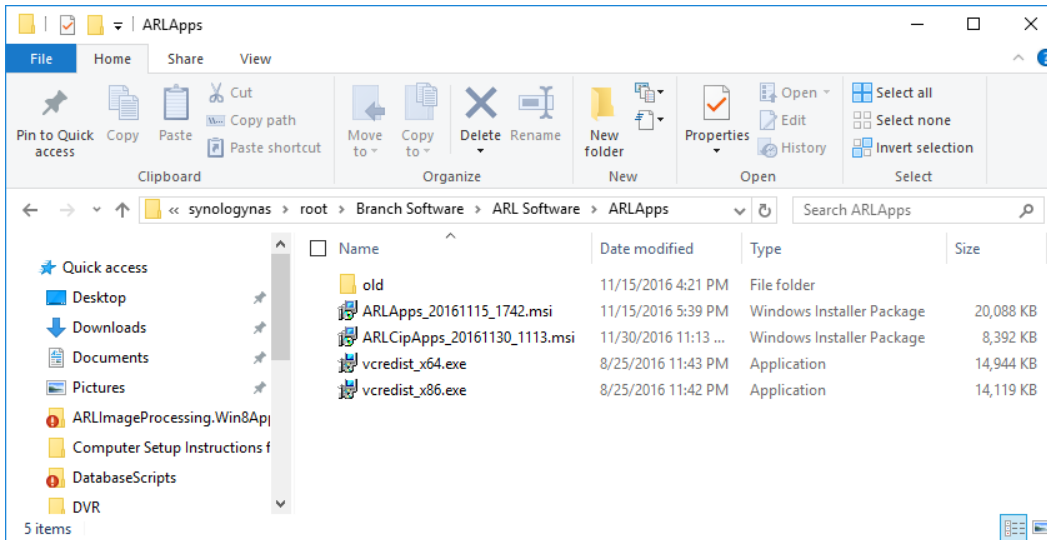 ARLApps
File Home Share View
Pin to Quick access
Copy
Paste
Cut
Copy path
Paste shortcut
Clipboard
Move to
Copy to
Delete
Rename
Organize
New folder
New
Properties
Open
Edit
History
Open
Select all
Select none
Invert selection
Select
« synologynas > root > Branch Software > ARL Software > ARLApps
Search ARLApps
Quick access
Desktop
Downloads
Documents
Pictures
ARLImageProcessing.Win8App
Computer Setup Instructions f
DatabaseScripts
DVR
Name Date modified Type Size
old 11/15/2016 4:21 PM File folder
ARLApps_20161115_1742.msi 11/15/2016 5:39 PM Windows Installer Package 20,088 KB
ARLCipApps_20161130_1113.msi 11/30/2016 11:13 ... Windows Installer Package 8,392 KB
vcredist_x64.exe 8/25/2016 11:43 PM Application 14,944 KB
vcredist_x86.exe 8/25/2016 11:42 PM Application 14,119 KB
5 items